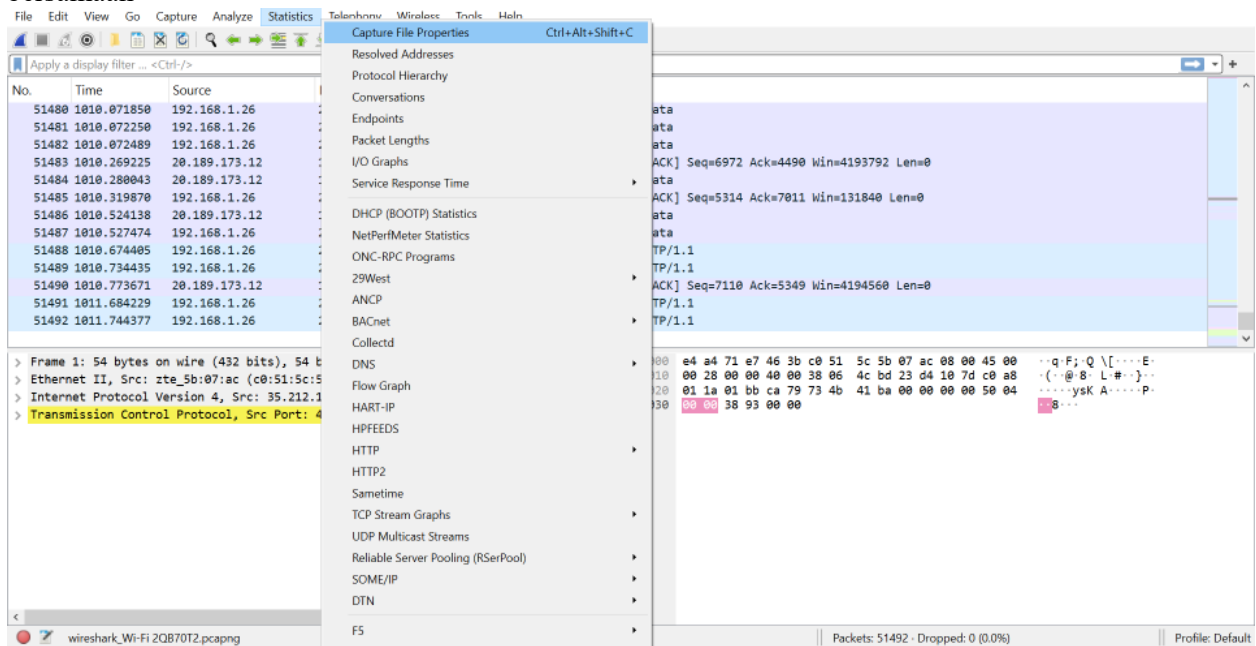 File Edit View Go Capture Analyze Statistics Telephony Wireless Tools Help
Apply a display filter ... <Ctrl-/>
No. Time Source
51480 1010.071850 192.168.1.26 ata
51481 1010.072250 192.168.1.26 ata
51482 1010.072489 192.168.1.26 ata
51483 1010.269225 20.189.173.12 ACK] Seq=6972 Ack=4490 Win=4193792 Len=0
51484 1010.280043 20.189.173.12 ata
51485 1010.319870 192.168.1.26 ACK] Seq=5314 Ack=7011 Win=131840 Len=0
51486 1010.524138 20.189.173.12 ata
51487 1010.527474 192.168.1.26 ata
51488 1010.674405 192.168.1.26 TP/1.1
51489 1010.734435 192.168.1.26 TP/1.1
51490 1010.773671 20.189.173.12 ACK] Seq=7110 Ack=5349 Win=4194560 Len=0
51491 1011.684229 192.168.1.26 TP/1.1
51492 1011.744377 192.168.1.26 TP/1.1
Capture File Properties Ctrl+Alt+Shift+C
Resolved Addresses
Protocol Hierarchy
Conversations
Endpoints
Packet Lengths
I/O Graphs
Service Response Time
DHCP (BOOTP) Statistics
NetPerfMeter Statistics
ONC-RPC Programs
29West
ANCP
BACnet
Collectd
DNS
Flow Graph
HART-IP
HPFEEDS
HTTP
HTTP2
Sametime
TCP Stream Graphs
UDP Multicast Streams
Reliable Server Pooling (RSerPool)
SOME/IP
DTN
F5
> Frame 1: 54 bytes on wire (432 bits), 54 b
> Ethernet II, Src: zte_5b:07:ac (c0:51:5c:5
> Internet Protocol Version 4, Src: 35.212.1
> Transmission Control Protocol, Src Port: 4
000 e4 a4 71 e7 46 3b c0 51 5c 5b 07 ac 08 00 45 00 ··q·F;·Q \[····E·
010 00 28 00 00 40 00 38 06 4c bd 23 d4 10 7d c0 a8 ·(··@·8· L·#··}··
020 01 1a 01 bb ca 79 73 4b 41 ba 00 00 00 00 50 04 ·····ysK A·····P·
030 00 00 38 93 00 00 ··8···
wireshark_Wi-Fi 2QB70T2.pcapng Packets: 51492 · Dropped: 0 (0.0%) Profile: Default